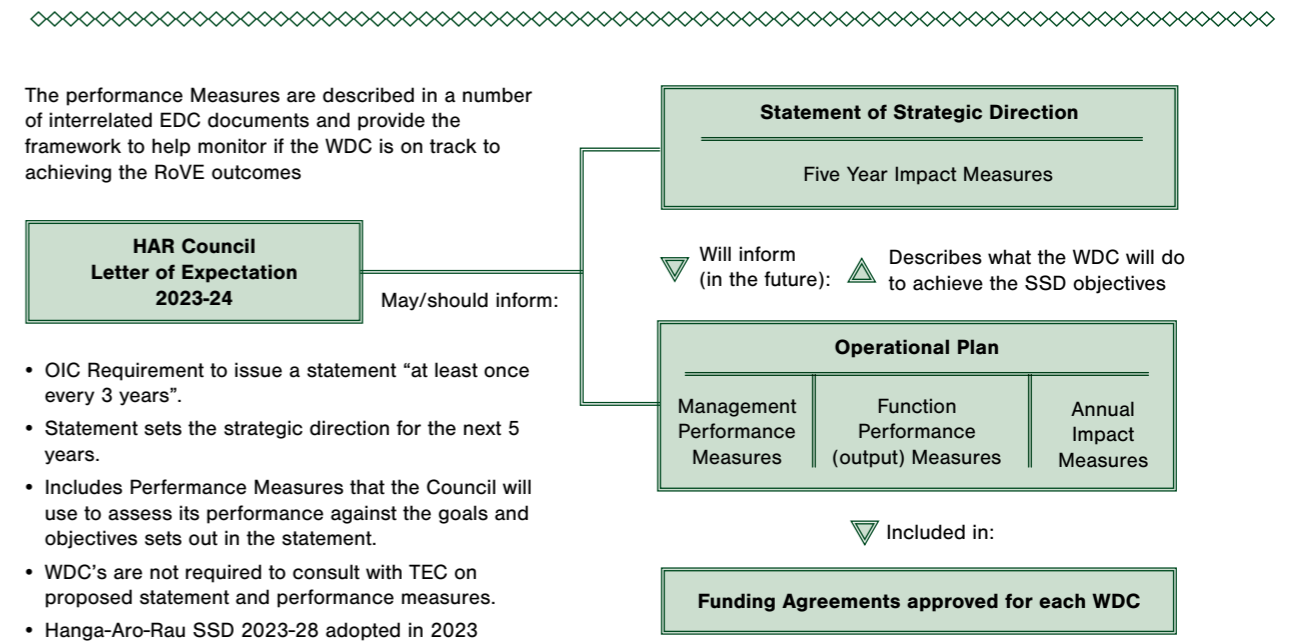 The performance Measures are described in a number
of interrelated EDC documents and provide the
framework to help monitor if the WDC is on track to
achieving the RoVE outcomes
HAR Council
Letter of Expectation
2023-24
May/should inform:
• OIC Requirement to issue a statement “at least once
every 3 years”.
• Statement sets the strategic direction for the next 5
years.
• Includes Perfermance Measures that the Council will
use to assess its performance against the goals and
objectives sets out in the statement.
• WDC’s are not required to consult with TEC on
proposed statement and performance measures.
• Hanga-Aro-Rau SSD 2023-28 adopted in 2023
Statement of Strategic Direction
Five Year Impact Measures
Will inform
(in the future):
Describes what the WDC will do
to achieve the SSD objectives
Operational Plan
Management
Performance
Measures
Function
Performance
(output) Measures
Annual
Impact
Measures
Included in:
Funding Agreements approved for each WDC